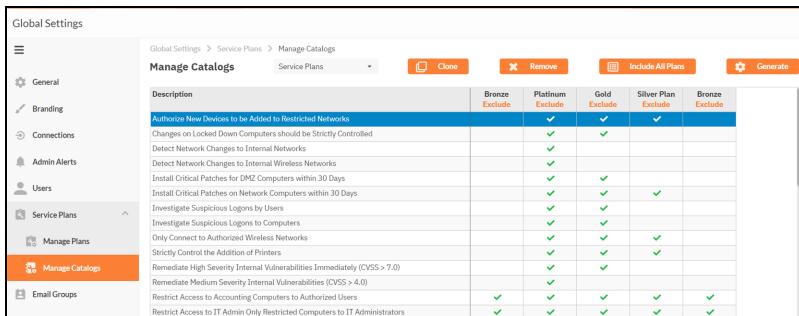 Global Settings
Global Settings > Service Plans > Manage Catalogs
Manage Catalogs
Service Plans
Clone
Remove
Include All Plans
Generate
General
Branding
Connections
Admin Alerts
Users
Service Plans
Manage Plans
Manage Catalogs
Email Groups
Description
Bronze Platinum Gold Silver Plan Bronze
Exclude Exclude Exclude Exclude Exclude
Authorize New Devices to be Added to Restricted Networks
Changes on Locked Down Computers should be Strictly Controlled
Detect Network Changes to Internal Networks
Detect Network Changes to Internal Wireless Networks
Install Critical Patches for DMZ Computers within 30 Days
Install Critical Patches on Network Computers within 30 Days
Investigate Suspicious Logons by Users
Investigate Suspicious Logons to Computers
Only Connect to Authorized Wireless Networks
Strictly Control the Addition of Printers
Remediate High Severity Internal Vulnerabilities Immediately (CVSS > 7.0)
Remediate Medium Severity Internal Vulnerabilities (CVSS > 4.0)
Restrict Access to Accounting Computers to Authorized Users
Restrict Access to IT Admin Only Restricted Computers to IT Administrators